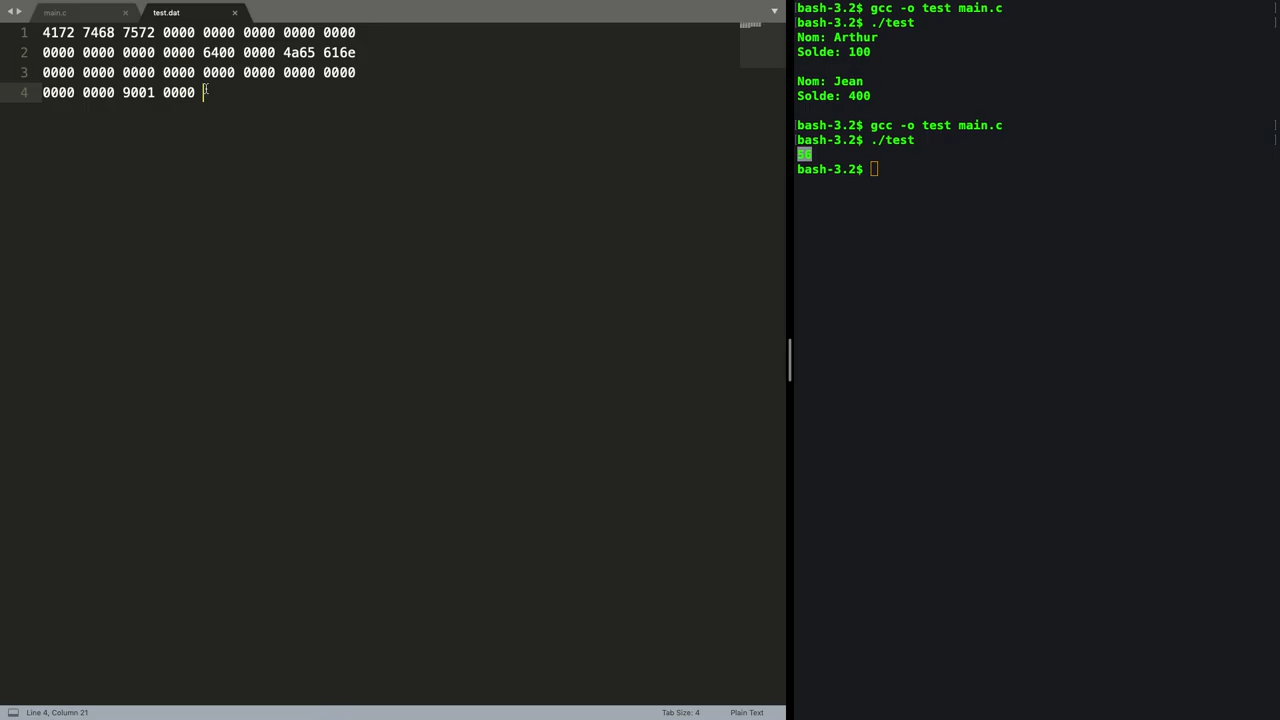 main.c
test.dat
1 4172 7468 7572 0000 0000 0000 0000 0000
2 0000 0000 0000 0000 6400 0000 4a65 616e
3 0000 0000 0000 0000 0000 0000 0000 0000
4 0000 0000 9001 0000
Line 4, Column 21
Tab Size: 4
Plain Text
bash-3.2$ gcc -o test main.c
bash-3.2$ ./test
Nom: Arthur
Solde: 100
Nom: Jean
Solde: 400
bash-3.2$ gcc -o test main.c
bash-3.2$ ./test
56
bash-3.2$